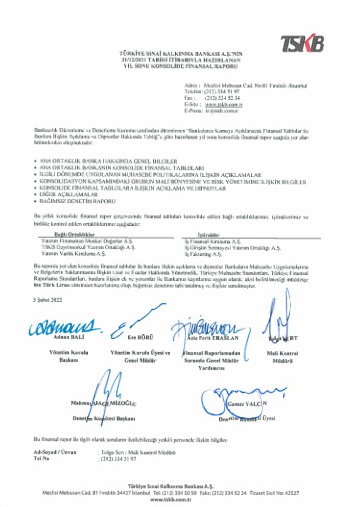 TSKB
TÜRKİYE SINAİ KALKINMA BANKASI A.Ş.'NİN
31/12/2021 TARİHİ İTİBARIYLA HAZIRLANAN
YIL SONU KONSOLİDE FİNANSAL RAPORU
Adres : Meclisi Mebusan Cad. No:81 Fındıklı /İstanbul
Telefon: (212) 334 51 97
Fax : (212) 334 52 34
E-Site : www.tskb.com.tr
E-Posta: ir@tskb.com.tr
Bankacılık Düzenleme ve Denetleme Kurumu tarafından düzenlenen "Bankalarca Kamuya Açıklanacak Finansal Tablolar ile
Bunlara İlişkin Açıklama ve Dipnotlar Hakkında Tebliğ"e göre hazırlanan yıl sonu konsolide finansal rapor aşağıda yer alan
bölümlerden oluşmaktadır:
• ANA ORTAKLIK BANKA HAKKINDA GENEL BİLGİLER
• ANA ORTAKLIK BANKANIN KONSOLİDE FİNANSAL TABLOLARI
• İLGİLİ DÖNEMDE UYGULANAN MUHASEBE POLİTİKALARINA İLİŞKİN AÇIKLAMALAR
• KONSOLİDASYON KAPSAMINDAKİ GRUBUN MALİ BÜNYESİNE VE RİSK YÖNETİMİNE İLİŞKİN BİLGİLER
• KONSOLİDE FİNANSAL TABLOLARA İLİŞKİN AÇIKLAMA VE DİPNOTLAR
• DİĞER AÇIKLAMALAR
• BAĞIMSIZ DENETİM RAPORU
Bu yıllık konsolide finansal rapor çerçevesinde finansal tabloları konsolide edilen bağlı ortaklıklarımız, iştiraklerimiz ve
birlikte kontrol edilen ortaklıklarımız aşağıdadır:
Bağlı Ortaklıklar İştirakler
Yatırım Finansman Menkul Değerler A.Ş. İş Finansal Kiralama A.Ş.
TSKB Gayrimenkul Yatırım Ortaklığı A.Ş. İş Girişim Sermayesi Yatırım Ortaklığı A.Ş.
Yatırım Varlık Kiralama A.Ş. İş Faktoring A.Ş.
Bu raporda yer alan konsolide finansal tablolar ile bunlara ilişkin açıklama ve dipnotlar Bankaların Muhasebe Uygulamalarına
ve Belgelerin Saklanmasına İlişkin Usul ve Esaslar Hakkında Yönetmelik, Türkiye Muhasebe Standartları, Türkiye Finansal
Raporlama Standartları, bunlara ilişkin ek ve yorumlar ile Bankamız kayıtlarına uygun olarak, aksi belirtilmediği müddetçe
bin Türk Lirası cinsinden hazırlanmış olup, bağımsız denetime tabi tutulmuş ve ilişikte sunulmuştur.
3 Şubat 2022
Adnan BALİ Ece BÖRÜ ERASLAN
Yönetim Kurulu Yönetim Kurulu Üyesi ve Finansal Raporlamadan Mali Kontrol
Başkanı Genel Müdür Sorumlu Genel Müdür Müdürü
Yardımcısı
Mahmut Gamze YALÇIN
Denetim Komitesi Başkanı Denetim Komitesi Üyesi
Bu finansal rapor ile ilgili olarak soruların iletilebileceği yetkili personele ilişkin bilgiler.
Ad-Soyad / Ünvan Tolga Sert / Mali Kontrol Müdürü
Tel No (212) 334 51 97
Türkiye Sınai Kalkınma Bankası A.Ş.
Meclisi Mebusan Cad. 81 Fındıklı 34427 İstanbul Tel: (212) 334 50 50 Faks: (212) 334 52 34 Ticaret Sicil No: 42527
www.tskb.com.tr